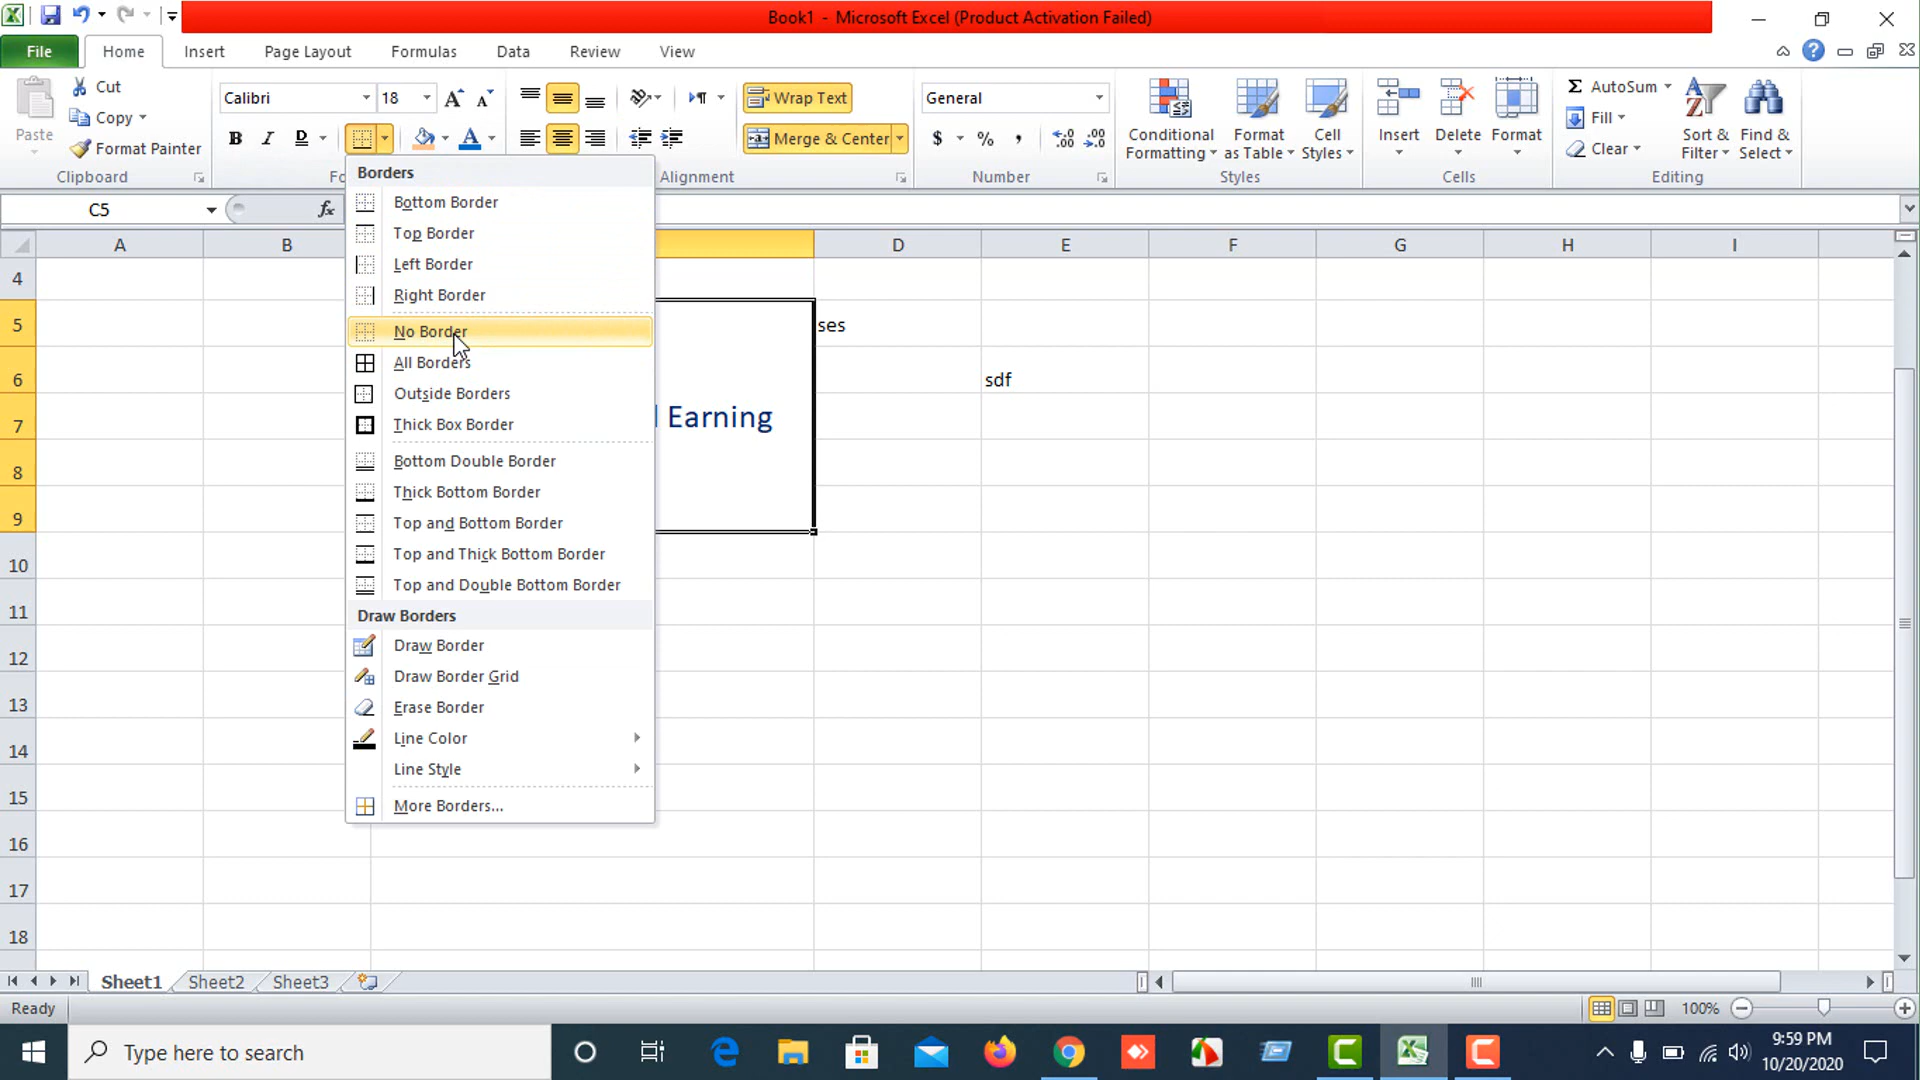 Book1 - Microsoft Excel (Product Activation Failed)
File Home Insert Page Layout Formulas Data Review View
Paste Cut Copy Format Painter Clipboard
Calibri 18
B I D
Wrap Text
Merge & Center
Alignment
General
$ % , .00 .00
Number
Conditional Formatting Format as Table Cell Styles
Styles
Insert Delete Format
Cells
Σ AutoSum Fill Clear Sort & Filter Find & Select
Editing
C5 fx
A B D E F G H I
Borders
Bottom Border
Top Border
Left Border
Right Border
No Border
All Borders
Outside Borders
Thick Box Border
Bottom Double Border
Thick Bottom Border
Top and Bottom Border
Top and Thick Bottom Border
Top and Double Bottom Border
Draw Borders
Draw Border
Draw Border Grid
Erase Border
Line Color
Line Style
More Borders...
4
5 ses
6 sdf
7 Earning
8
9
10
11
12
13
14
15
16
17
18
Sheet1 Sheet2 Sheet3
Ready 100%
Type here to search
9:59 PM
10/20/2020